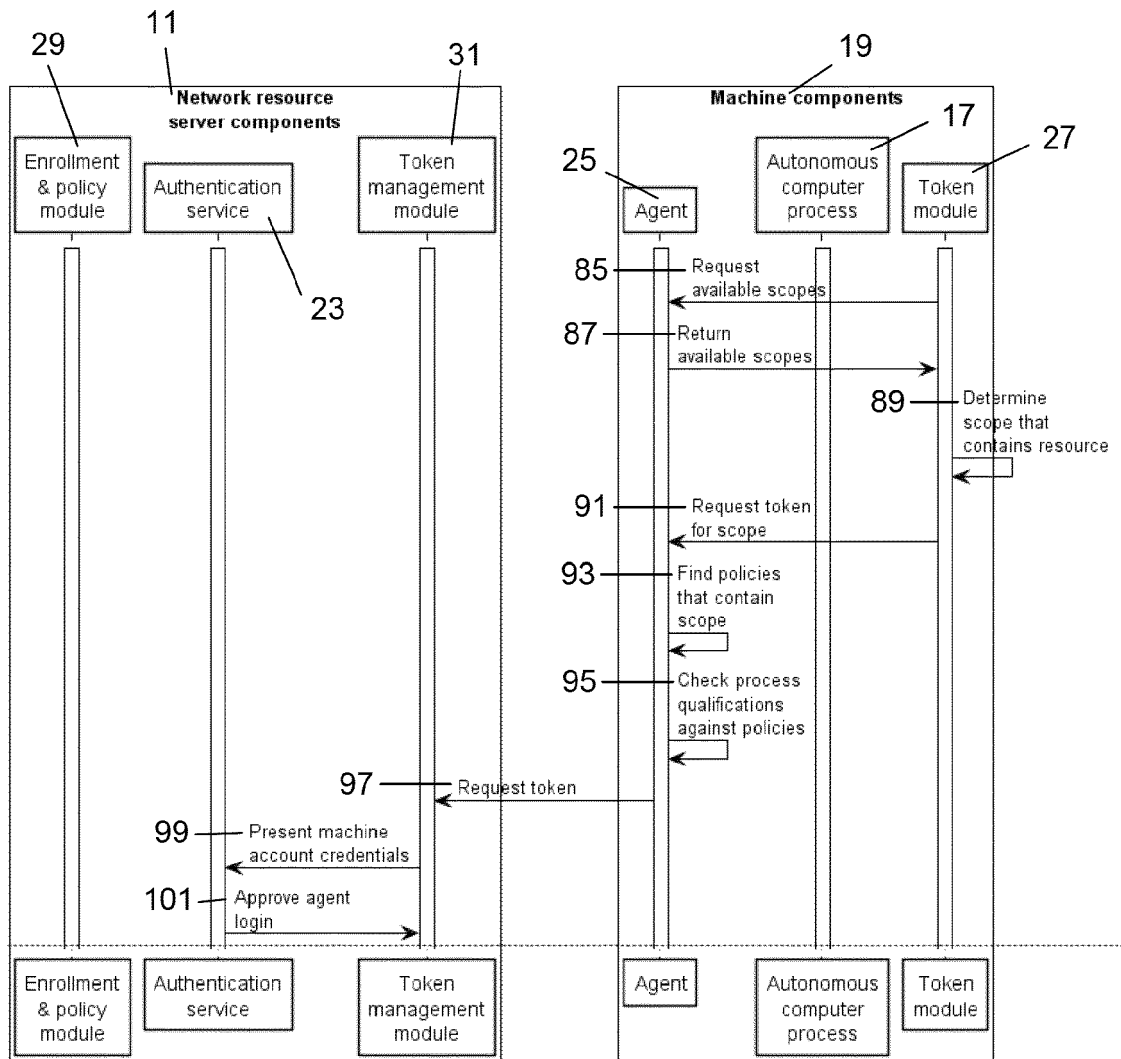 11
29
31
19
17
27
25
23
Network resource
server components
Machine components
Enrollment
& policy
module
Authentication
service
Token
management
module
Agent
Autonomous
computer
process
Token
module
85
Request
available scopes
87
Return
available scopes
89
Determine
scope that
contains resource
91
Request token
for scope
93
Find policies
that contain
scope
95
Check process
qualifications
against policies
97
Request token
99
Present machine
account credentials
101
Approve agent
login
Enrollment
& policy
module
Authentication
service
Token
management
module
Agent
Autonomous
computer
process
Token
module